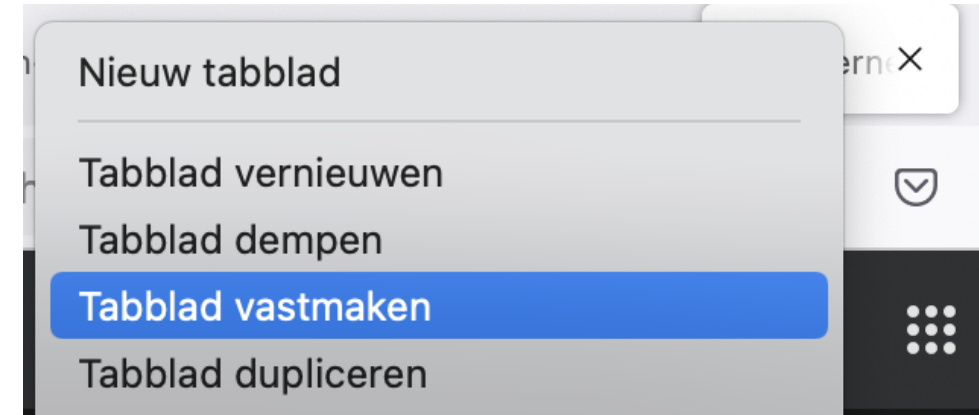 Nieuw tabblad
Tabblad vernieuwen
Tabblad dempen
Tabblad vastmaken
Tabblad dupliceren